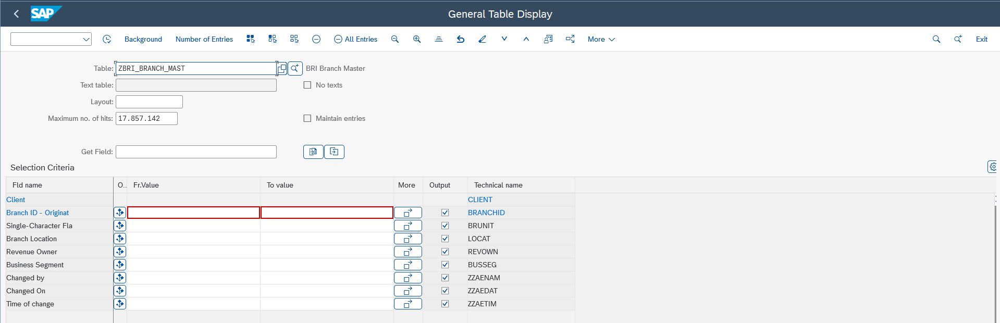 SAP General Table Display
Background Number of Entries All Entries More Exit
Table: ZBRI_BRANCH_MAST BRI Branch Master
Text table: No texts
Layout:
Maximum no. of hits: 17.857.142 Maintain entries
Get Field:
Selection Criteria
Fld name O... Fr.Value To value More Output Technical name
Client CLIENT
Branch ID - Originat BRANCHID
Single-Character Fla BRUNIT
Branch Location LOCAT
Revenue Owner REVOWN
Business Segment BUSSEG
Changed by ZZAENAM
Changed On ZZAEDAT
Time of change ZZAETIM